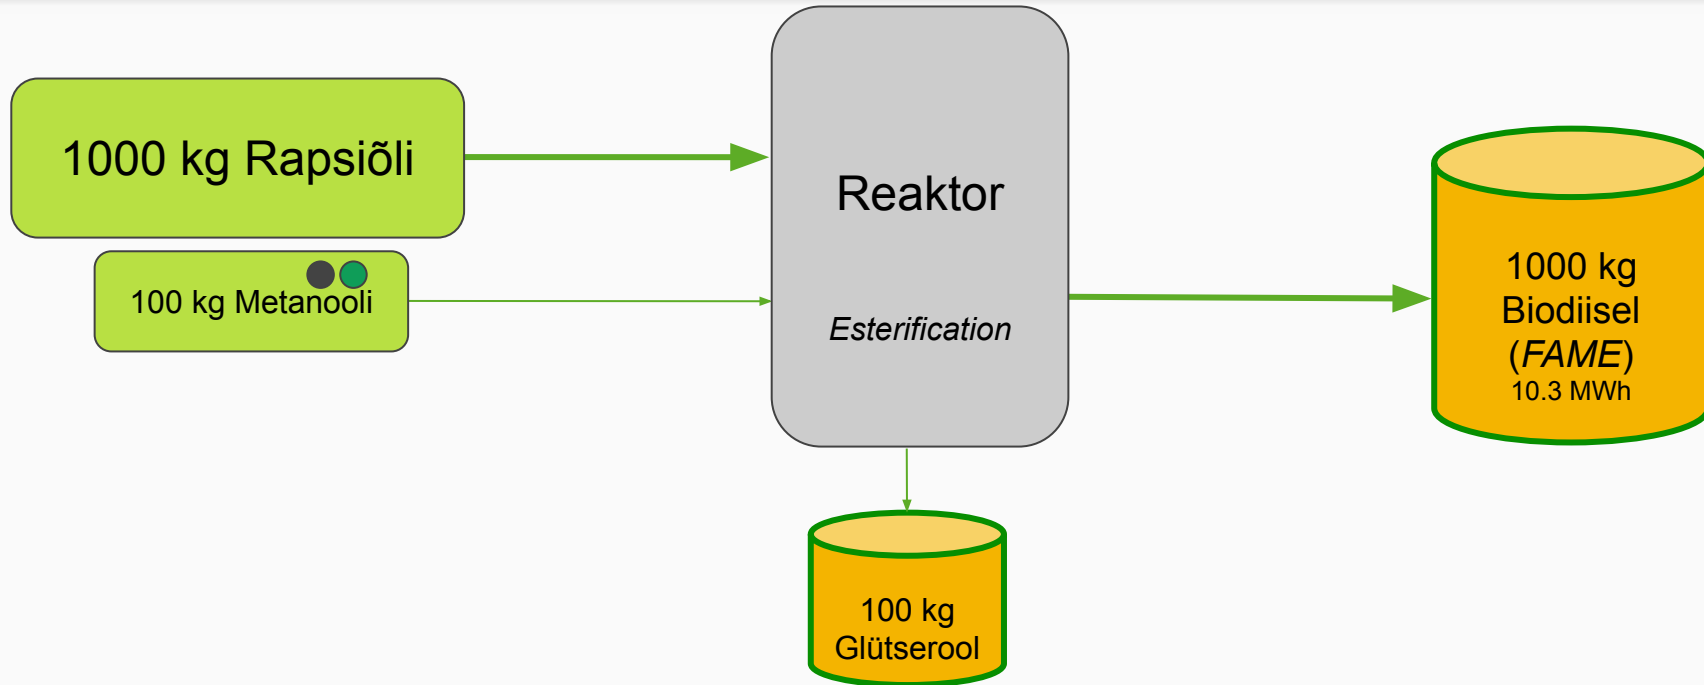 1000 kg Rapsiõli
100 kg Metanooli
Reaktor
Esterification
1000 kg
Biodiisel
(FAME)
10.3 MWh
100 kg
Glütserool